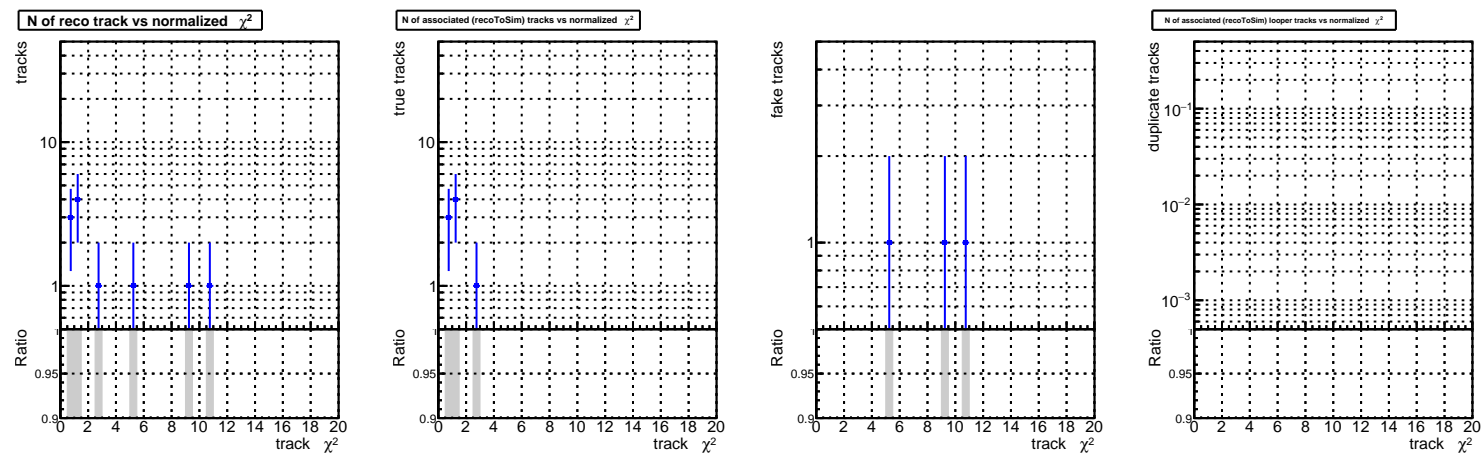 N of reco track vs normalized χ²
tracks
10
1
Ratio
1
0.95
0.9
0 2 4 6 8 10 12 14 16 18 20
track χ²
N of associated (recoToSim) tracks vs normalized χ²
true tracks
10
1
Ratio
1
0.95
0.9
0 2 4 6 8 10 12 14 16 18 20
track χ²
fake tracks
1
Ratio
1
0.95
0.9
0 2 4 6 8 10 12 14 16 18 20
track χ²
N of associated (recoToSim) looper tracks vs normalized χ²
duplicate tracks
10⁻¹
10⁻²
10⁻³
Ratio
1
0.95
0.9
0 2 4 6 8 10 12 14 16 18 20
track χ²